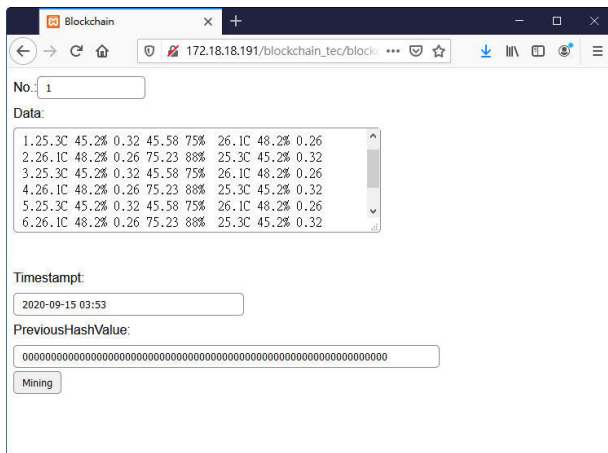 Blockchain
172.18.18.191/blockchain_tec/block
No.: 1
Data:
1.25.3C 45.2% 0.32 45.58 75% 26.1C 48.2% 0.26
2.26.1C 48.2% 0.26 75.23 88% 25.3C 45.2% 0.32
3.25.3C 45.2% 0.32 45.58 75% 26.1C 48.2% 0.26
4.26.1C 48.2% 0.26 75.23 88% 25.3C 45.2% 0.32
5.25.3C 45.2% 0.32 45.58 75% 26.1C 48.2% 0.26
6.26.1C 48.2% 0.26 75.23 88% 25.3C 45.2% 0.32
Timestampt:
2020-09-15 03:53
PreviousHashValue:
0000000000000000000000000000000000000000000000000000000000000000
Mining